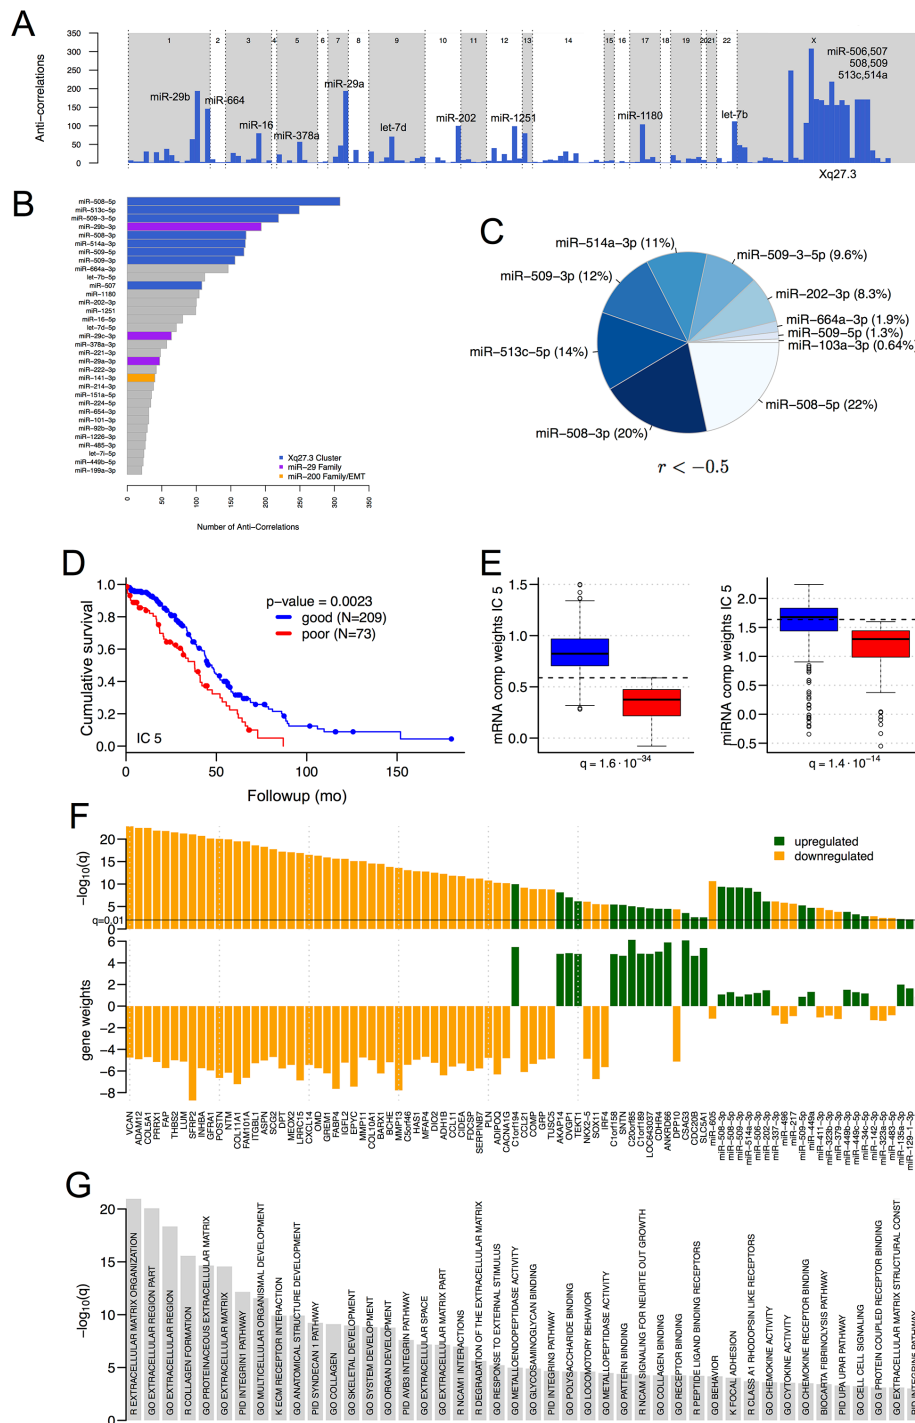 A
Anti-correlations
350
300
250
200
150
100
50
0
1 2 3 4 5 6 7 8 9 10 11 12 13 14 15 16 17 18 19 20 21 22 X
miR-29b
miR-664
miR-16
miR-378a
miR-29a
let-7d
miR-202
miR-1251
miR-1180
let-7b
miR-506,507
508,509
513c,514a
Xq27.3
B
miR-508-5p
miR-513c-5p
miR-509-3-5p
miR-29b-3p
miR-508-3p
miR-514a-3p
miR-509-5p
miR-509-3p
miR-664a-3p
let-7b-5p
miR-507
miR-1180
miR-202-3p
miR-1251
miR-16-5p
let-7d-5p
miR-29c-3p
miR-378a-3p
miR-221-3p
miR-29a-3p
miR-222-3p
miR-141-3p
miR-214-3p
miR-151a-5p
miR-224-5p
miR-654-3p
miR-101-3p
miR-92b-3p
miR-1226-3p
miR-485-3p
let-7i-5p
miR-449b-5p
miR-199a-3p
Xq27.3 Cluster
miR-29 Family
miR-200 Family/EMT
0 50 100 150 200 250 300 350
Number of Anti-Correlations
C
miR-514a-3p (11%)
miR-509-3-5p (9.6%)
miR-509-3p (12%)
miR-202-3p (8.3%)
miR-664a-3p (1.9%)
miR-509-5p (1.3%)
miR-103a-3p (0.64%)
miR-513c-5p (14%)
miR-508-5p (22%)
miR-508-3p (20%)
r < −0.5
D
Cumulative survival
1.0
0.8
0.6
0.4
0.2
0.0
p-value = 0.0023
good (N=209)
poor (N=73)
IC 5
0 50 100 150
Followup (mo)
E
mRNA comp weights IC 5
1.5
1.0
0.5
0.0
q = 1.6 · 10⁻³⁴
miRNA comp weights IC 5
2.0
1.5
1.0
0.5
0.0
−0.5
q = 1.4 · 10⁻¹⁴
F
−log₁₀(q)
20
15
10
5
q=0.01
0
upregulated
downregulated
gene weights
6
4
2
0
−2
−4
−6
−8
VCAN
ADAM12
COL5A1
PRRX1
FAP
THBS2
LUM
SFRP2
INHBA
GFPT2
POSTN
NTM
COL11A1
FAM101A
ITGBL1
ASPN
SCG2
DPT
MEOX2
LRRC15
CXCL14
OMD
GREM1
FABP4
IGFL2
EPYC
MMP11
COL10A1
BARX1
BCHE
MMP13
C5orf46
HAS1
MFAP4
DIO2
ADH1B
CCL11
CIDEA
FDCSP
SERPINB7
PLN
ADIPOQ
CACNA1G
C1orf194
CCL21
COMP
GRP
TUSC5
AKAP14
OVGP1
TEKT1
NKX2-5
SOX11
IRF4
C1orf158
SNTN
C20orf85
C1orf189
LOC643037
CDHR4
ANKRD66
DPP10
CSAG3
CDC20B
SLC6A1
miR-605
miR-506-3p
miR-508-3p
miR-509-3p
miR-514a-3p
miR-506-5p
miR-202-3p
miR-337-3p
miR-496
miR-217
miR-509-5p
miR-449a
miR-411-3p
miR-323b-3p
miR-379-3p
miR-449b-3p
miR-449c-5p
miR-34c-5p
miR-142-3p
miR-323a-5p
miR-483-5p
miR-135a-3p
miR-129-1-3p
G
−log₁₀(q)
20
15
10
5
0
R EXTRACELLULAR MATRIX ORGANIZATION
GO EXTRACELLULAR REGION PART
GO EXTRACELLULAR REGION
R COLLAGEN FORMATION
GO PROTEINACEOUS EXTRACELLULAR MATRIX
GO EXTRACELLULAR MATRIX
PID INTEGRIN1 PATHWAY
GO MULTICELLULAR ORGANISMAL DEVELOPMENT
K ECM RECEPTOR INTERACTION
GO ANATOMICAL STRUCTURE DEVELOPMENT
PID SYNDECAN 1 PATHWAY
GO COLLAGEN
GO SKELETAL DEVELOPMENT
GO SYSTEM DEVELOPMENT
GO ORGAN DEVELOPMENT
PID AVB3 INTEGRIN PATHWAY
GO EXTRACELLULAR SPACE
GO EXTRACELLULAR MATRIX PART
R NCAM1 INTERACTIONS
R DEGRADATION OF THE EXTRACELLULAR MATRIX
GO RESPONSE TO EXTERNAL STIMULUS
GO METALLOENDOPEPTIDASE ACTIVITY
GO GLYCOSAMINOGLYCAN BINDING
PID INTEGRIN3 PATHWAY
GO POLYSACCHARIDE BINDING
GO LOCOMOTORY BEHAVIOR
GO METALLOPEPTIDASE ACTIVITY
GO PATTERN BINDING
R NCAM SIGNALING FOR NEURITE OUT GROWTH
GO COLLAGEN BINDING
GO RECEPTOR BINDING
R PEPTIDE LIGAND BINDING RECEPTORS
GO BEHAVIOR
K FOCAL ADHESION
R CLASS A1 RHODOPSIN LIKE RECEPTORS
GO CHEMOKINE ACTIVITY
GO CYTOKINE ACTIVITY
GO CHEMOKINE RECEPTOR BINDING
BIOCARTA FIBRINOLYSIS PATHWAY
PID UPA UPAR PATHWAY
GO CELL CELL SIGNALING
GO G PROTEIN COUPLED RECEPTOR BINDING
GO EXTRACELLULAR MATRIX STRUCTURAL CONST